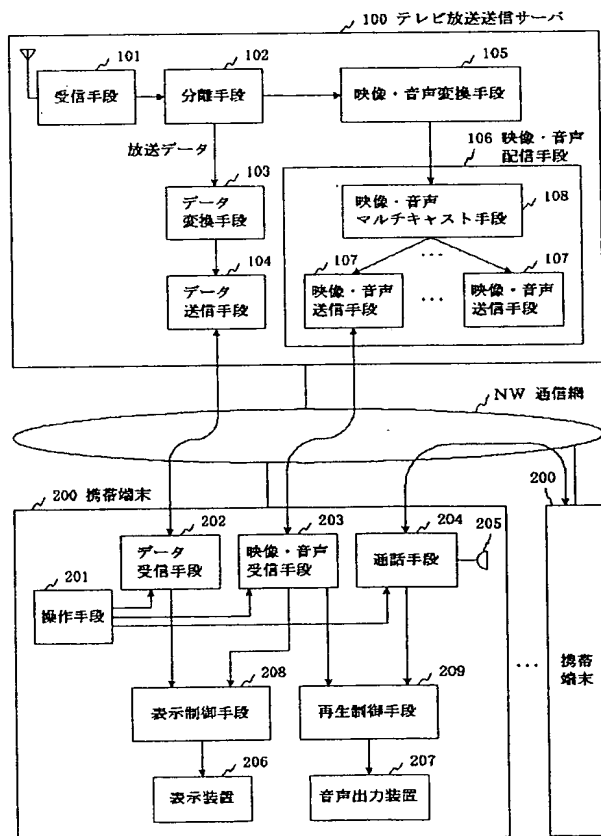 100 テレビ放送送信サーバ
101
102
105
受信手段
分離手段
映像・音声変換手段
放送データ
106 映像・音声
配信手段
103
データ
変換手段
映像・音声
マルチキャスト手段
108
...
104
データ
送信手段
107
107
映像・音声
送信手段
...
映像・音声
送信手段
NW 通信網
200 携帯端末
200
202
203
204
205
データ
受信手段
映像・音声
受信手段
通話手段
201
操作手段
208
209
表示制御手段
再生制御手段
...
携帯
端末
206
207
表示装置
音声出力装置